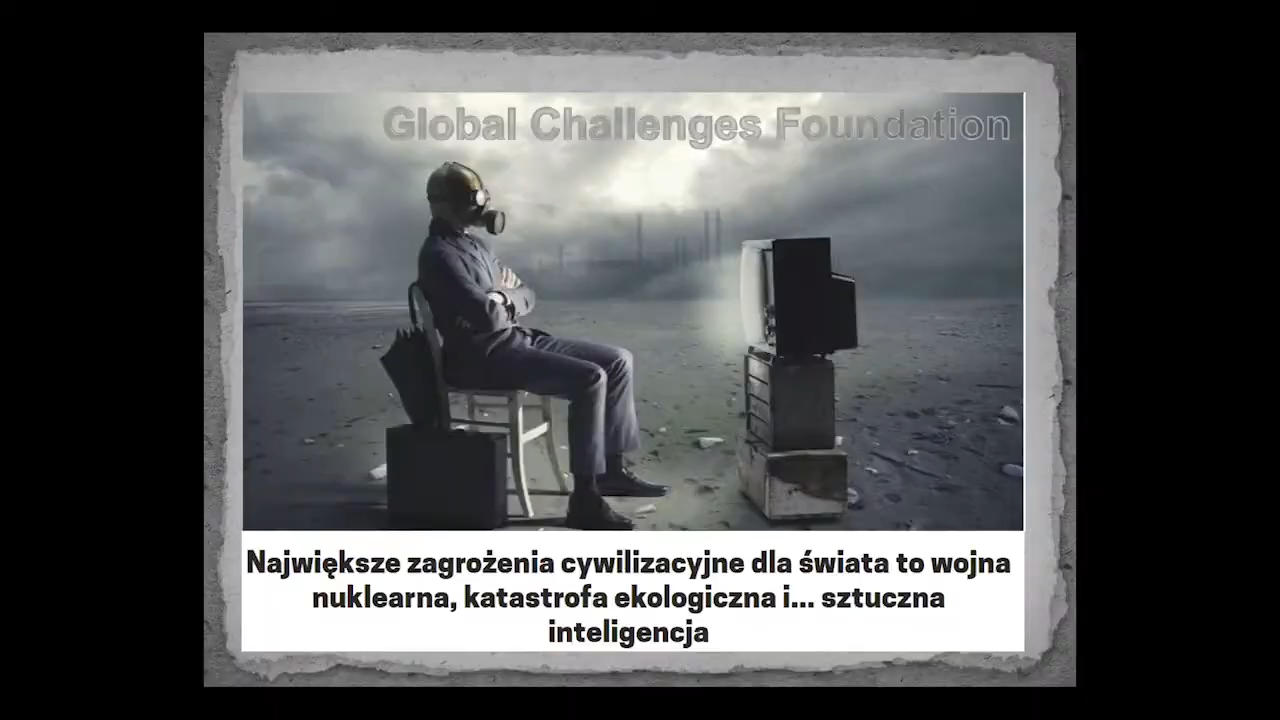 Global Challenges Foundation
Największe zagrożenia cywilizacyjne dla świata to wojna
nuklearna, katastrofa ekologiczna i... sztuczna
inteligencja